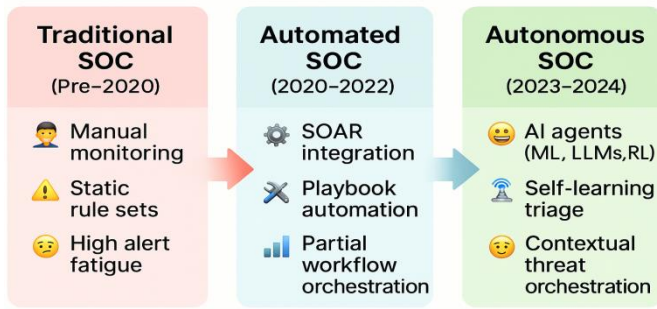 Traditional
SOC
(Pre–2020)
Manual
monitoring
Static
rule sets
High alert
fatigue
Automated
SOC
(2020–2022)
SOAR
integration
Playbook
automation
Partial
workflow
orchestration
Autonomous
SOC
(2023–2024)
AI agents
(ML, LLMs,RL)
Self-learning
triage
Contextual
threat
orchestration